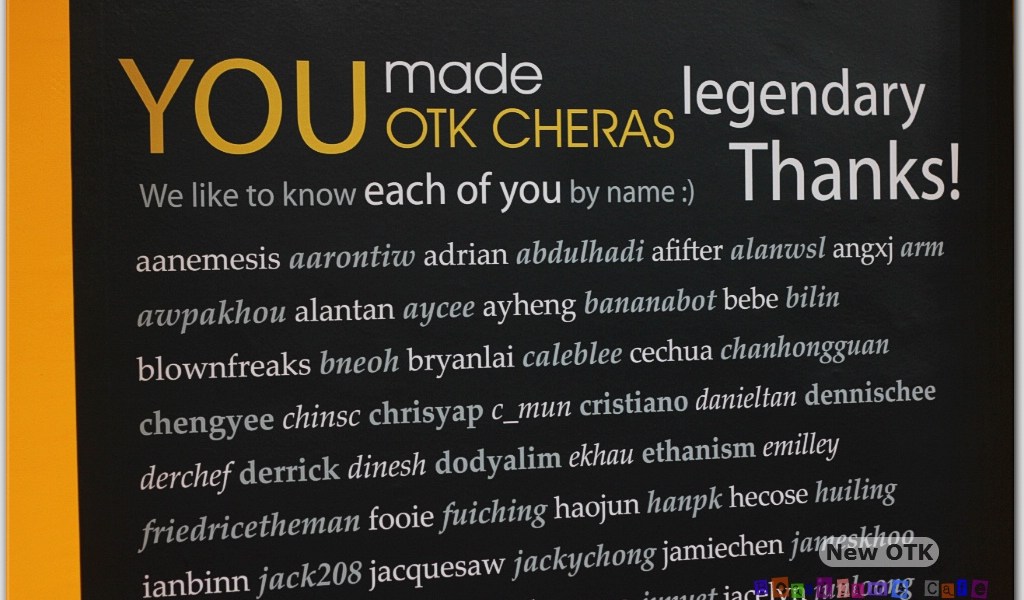 YOU made OTK CHERAS legendary Thanks!
We like to know each of you by name :)
aanemesis aarontiw adrian abdulhadi afifter alanwsl angxj arm
awpakhou alantan aycee ayheng bananabot bebe bilin
blownfreaks bneoh bryanlai caleblee cechua chanhongguan
chengyee chinsc chrisyap c_mun cristiano danieltan dennischee
derchef derrick dinesh dodyalim ekhau ethanism emilley
friedricetheman fooie fuiching haojun hanpk hecose huiling
ianbinn jack208 jacquesaw jackychong jamiechen jameskhoo
New OTK
jacelyn